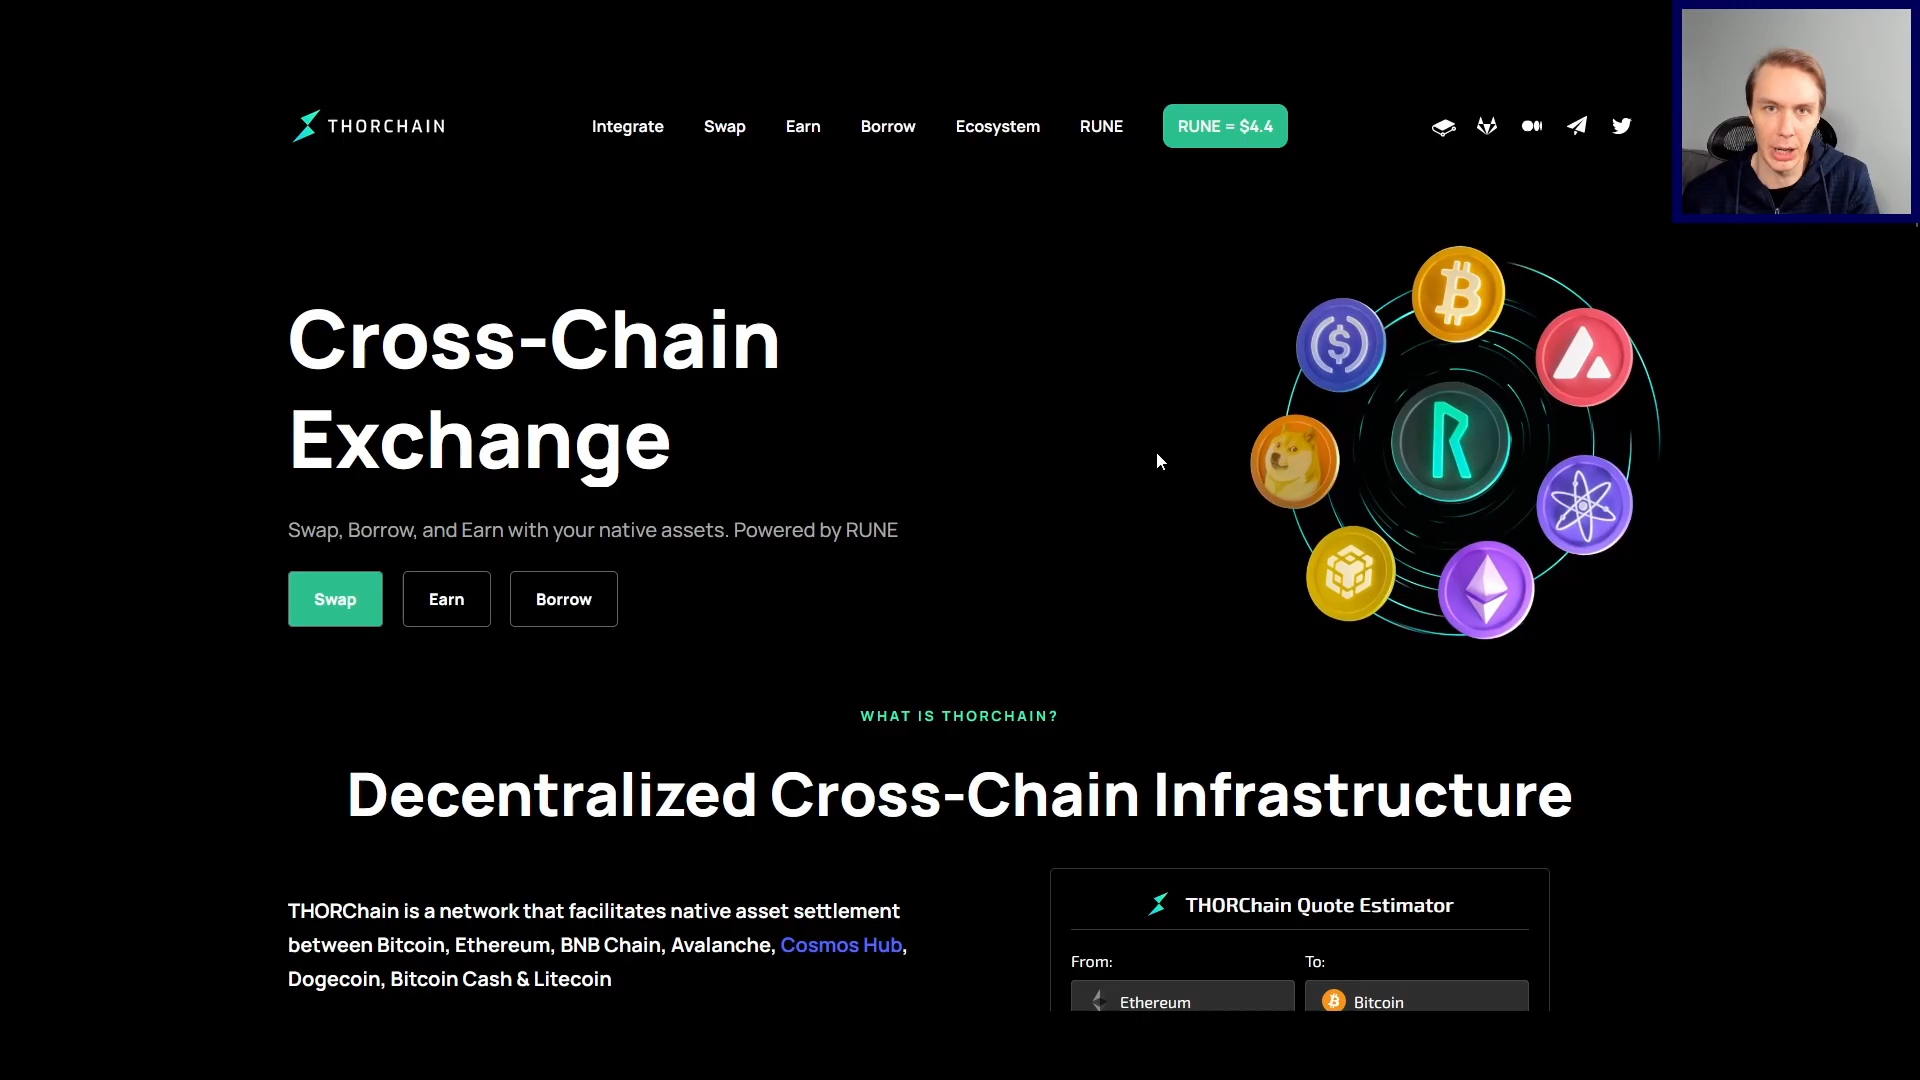 THORCHAIN
Integrate
Swap
Earn
Borrow
Ecosystem
RUNE
RUNE = $4.4
Cross-Chain
Exchange
Swap, Borrow, and Earn with your native assets. Powered by RUNE
Swap
Earn
Borrow
WHAT IS THORCHAIN?
Decentralized Cross-Chain Infrastructure
THORChain is a network that facilitates native asset settlement
between Bitcoin, Ethereum, BNB Chain, Avalanche, Cosmos Hub,
Dogecoin, Bitcoin Cash & Litecoin
THORChain Quote Estimator
From:
To:
Ethereum
Bitcoin